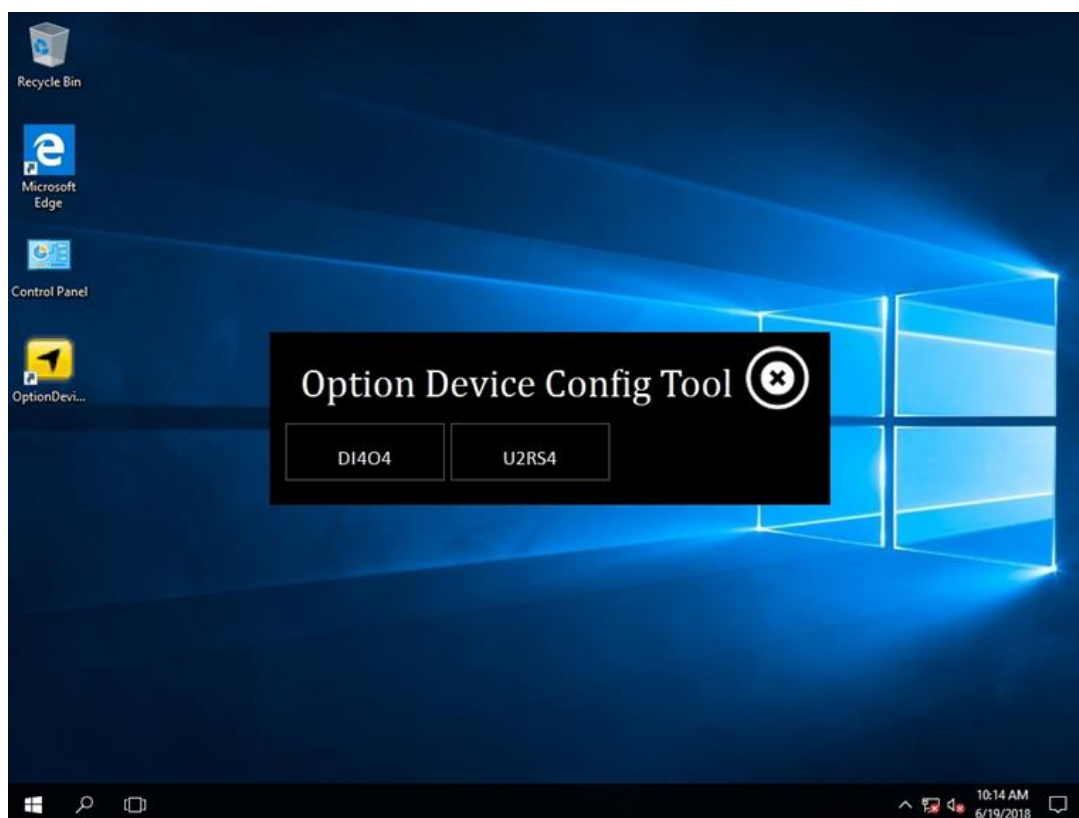 Recycle Bin
Microsoft
Edge
Control Panel
OptionDevi...
Option Device Config Tool
DI4O4
U2RS4
10:14 AM
6/19/2018